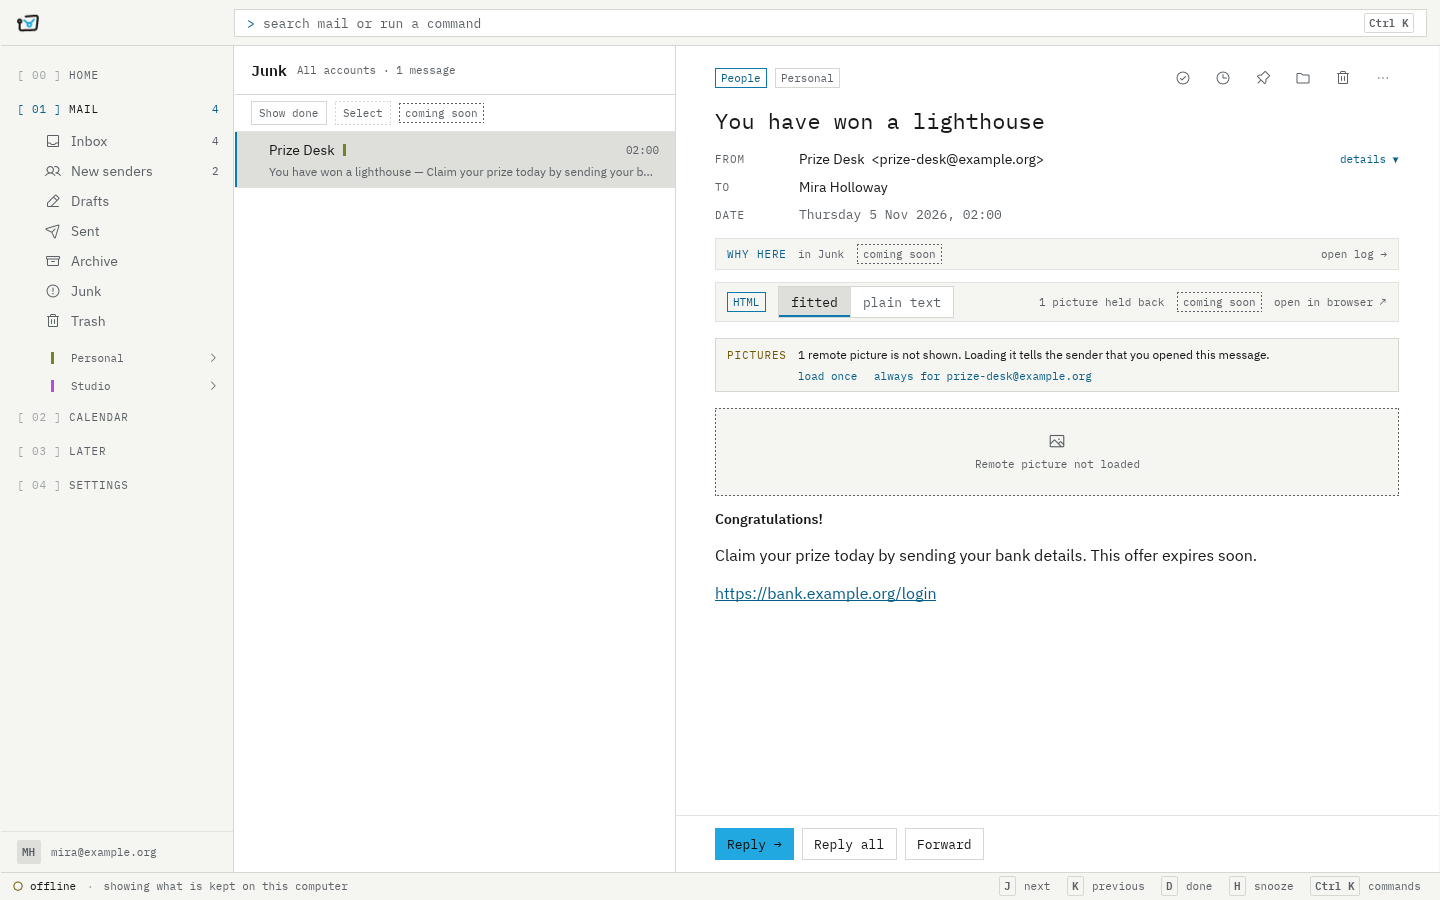 > search mail or run a command Ctrl K
[ 00 ] HOME
[ 01 ] MAIL 4
Inbox 4
New senders 2
Drafts
Sent
Archive
Junk
Trash
Personal
Studio
[ 02 ] CALENDAR
[ 03 ] LATER
[ 04 ] SETTINGS
MH mira@example.org
Junk All accounts · 1 message
Show done Select coming soon
Prize Desk 02:00
You have won a lighthouse — Claim your prize today by sending your b…
People Personal
You have won a lighthouse
FROM Prize Desk <prize-desk@example.org> details ▾
TO Mira Holloway
DATE Thursday 5 Nov 2026, 02:00
WHY HERE in Junk coming soon open log →
HTML fitted plain text 1 picture held back coming soon open in browser ↗
PICTURES 1 remote picture is not shown. Loading it tells the sender that you opened this message.
load once always for prize-desk@example.org
Remote picture not loaded
Congratulations!
Claim your prize today by sending your bank details. This offer expires soon.
https://bank.example.org/login
Reply → Reply all Forward
offline · showing what is kept on this computer J next K previous D done H snooze Ctrl K commands